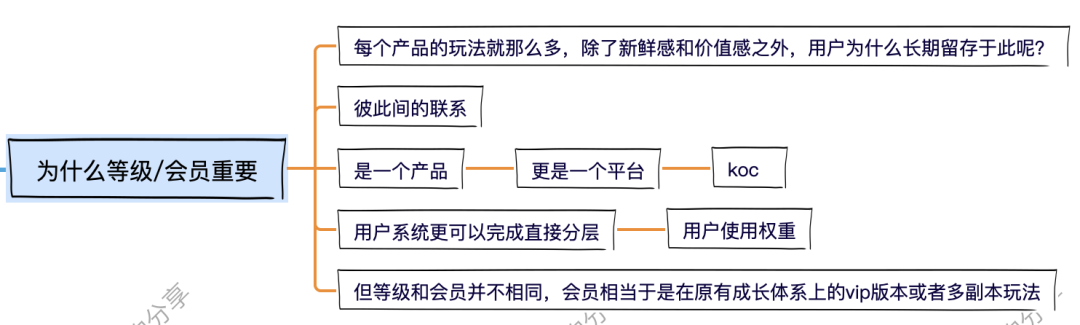 每个产品的玩法就那么多，除了新鲜感和价值感之外，用户为什么长期留存于此呢？
彼此间的联系
为什么等级/会员重要
是一个产品
更是一个平台
koc
用户系统更可以完成直接分层
用户使用权重
但等级和会员并不相同，会员相当于是在原有成长体系上的vip版本或者多副本玩法
分享